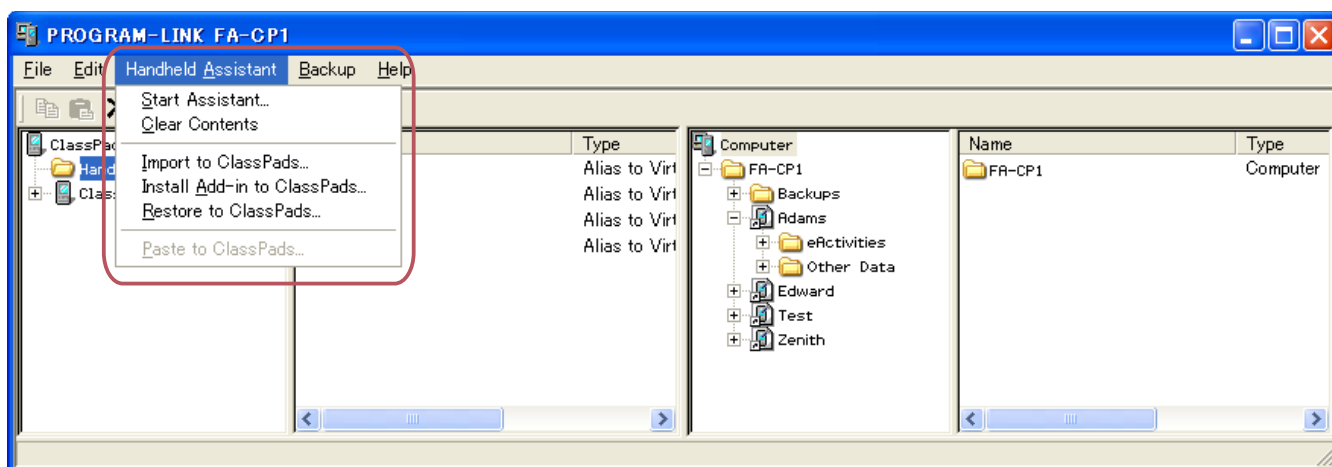 PROGRAM-LINK FA-CP1
File Edit Handheld Assistant Backup Help
Start Assistant...
Clear Contents
Import to ClassPads...
Install Add-in to ClassPads...
Restore to ClassPads...
Paste to ClassPads...
ClassPa
Hand
Clas
Type
Alias to Virt
Alias to Virt
Alias to Virt
Alias to Virt
Computer
FA-CP1
Backups
Adams
eActivities
Other Data
Edward
Test
Zenith
Name Type
FA-CP1 Computer